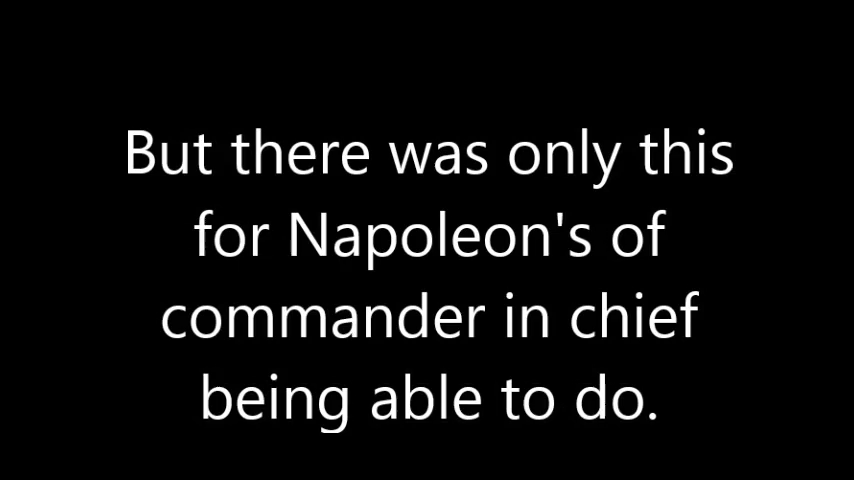 But there was only this
for Napoleon's of
commander in chief
being able to do.